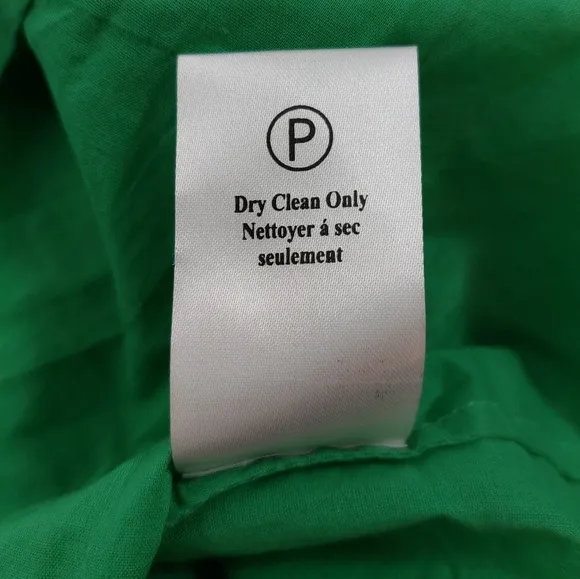 P
Dry Clean Only
Nettoyer á sec
seulement